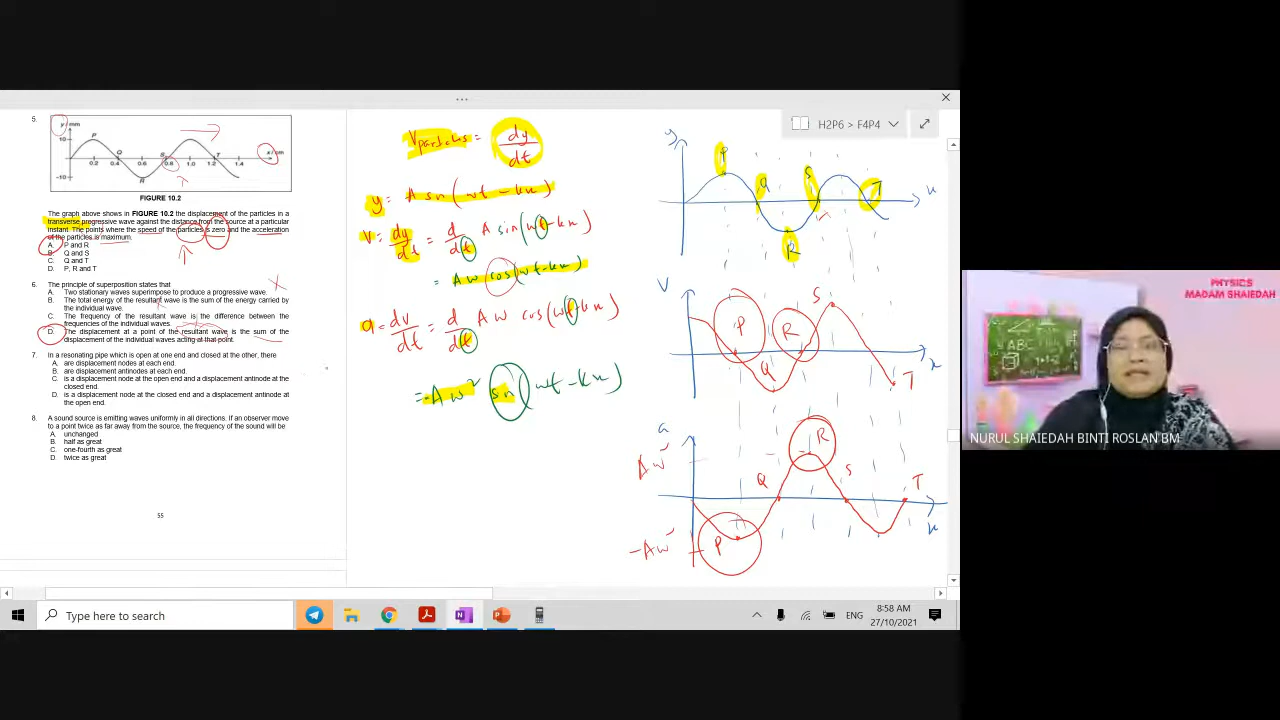 H2P6 > F4P4
5.
y/mm
10
-10
P
Q
R
S
T
0.2 0.4 0.6 0.8 1.0 1.2 1.4
x/cm
FIGURE 10.2
The graph above shows in FIGURE 10.2 the displacement of the particles in a
transverse progressive wave against the distance from the source at a particular
instant. The points where the speed of the particles is zero and the acceleration
of the particles is maximum.
A. P and R
B. Q and S
C. Q and T
D. P, R and T
6. The principle of superposition states that
A. Two stationary waves superimpose to produce a progressive wave.
B. The total energy of the resultant wave is the sum of the energy carried by
the individual wave.
C. The frequency of the resultant wave is the difference between the
frequencies of the individual waves.
D. The displacement at a point of the resultant wave is the sum of the
displacement of the individual waves acting at that point.
7. In a resonating pipe which is open at one end and closed at the other, there
A. are displacement nodes at each end.
B. are displacement antinodes at each end.
C. is a displacement node at the open end and a displacement antinode at the
closed end.
D. is a displacement node at the closed end and a displacement antinode at
the open end.
8. A sound source is emitting waves uniformly in all directions. If an observer move
to a point twice as far away from the source, the frequency of the sound will be
A. unchanged
B. half as great
C. one-fourth as great
D. twice as great
55
Vparticles = dy/dt
y = A sin(ωt - kx)
v = dy/dt = d/dt A sin(ωt - kx)
= Aω cos(ωt - kx)
a = dv/dt = d/dt Aω cos(ωt - kx)
= -Aω² sin(ωt - kx)
y
P
Q
R
S
T
x
V
P
Q
R
S
T
x
a
Aω²
-Aω²
P
Q
R
S
T
x
PHYSICS
MADAM SHAIEDAH
ABC
NURUL SHAIEDAH BINTI ROSLAN BM
Type here to search
ENG
8:58 AM
27/10/2021